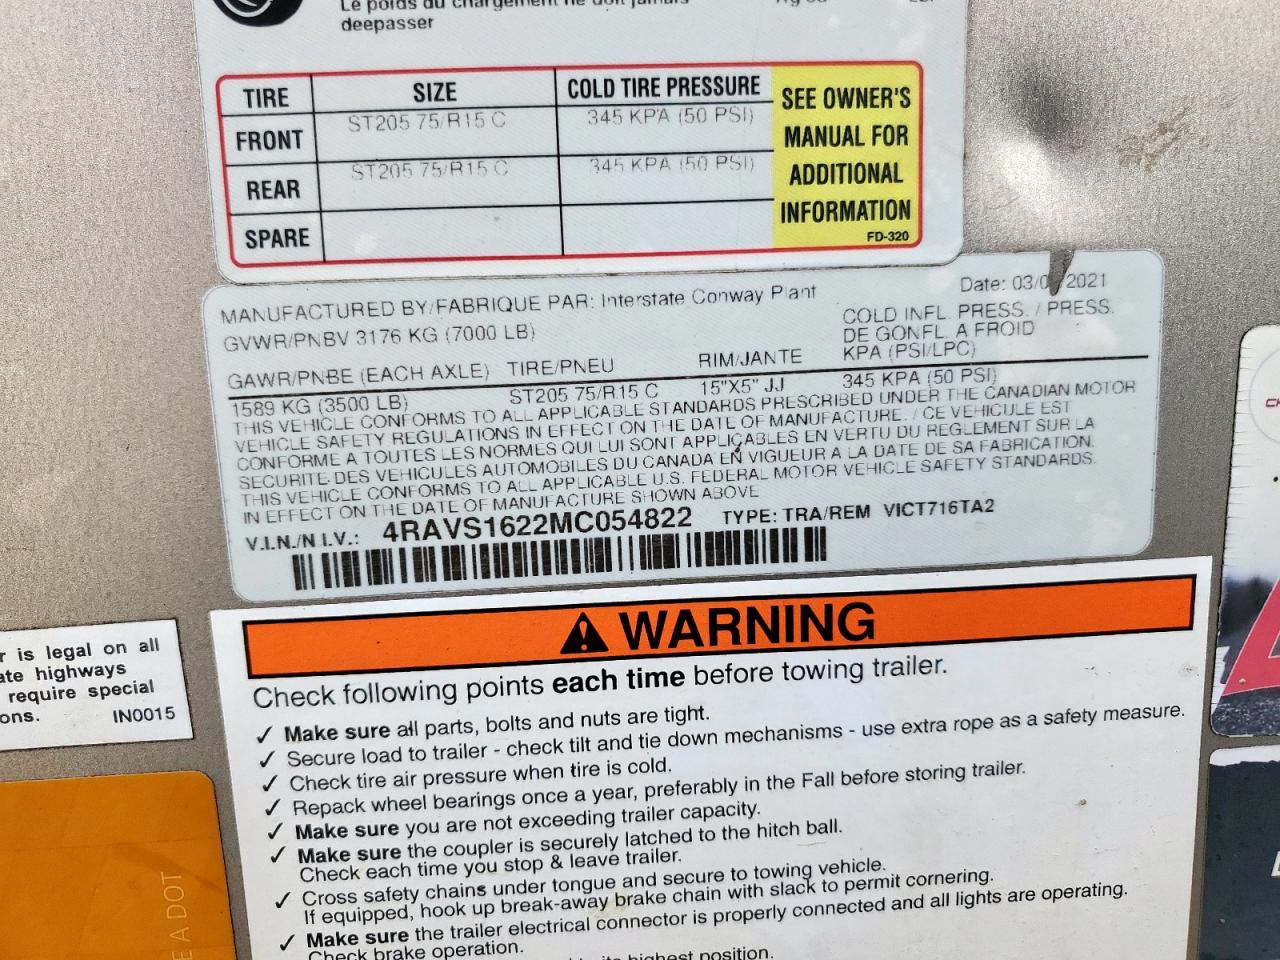 Le poids du chargement ne doit jamais
deepasser
TIRE SIZE COLD TIRE PRESSURE
FRONT ST205 75/R15 C 345 KPA (50 PSI)
REAR ST205 75/R15 C 345 KPA (50 PSI)
SPARE
SEE OWNER'S
MANUAL FOR
ADDITIONAL
INFORMATION
FD-320
MANUFACTURED BY/FABRIQUE PAR: Interstate Conway Plant
Date: 03/0 /2021
GVWR/PNBV 3176 KG (7000 LB)
COLD INFL. PRESS. / PRESS.
DE GONFL. A FROID
KPA (PSI/LPC)
GAWR/PNBE (EACH AXLE) TIRE/PNEU RIM/JANTE
1589 KG (3500 LB) ST205 75/R15 C 15"X5" JJ 345 KPA (50 PSI)
THIS VEHICLE CONFORMS TO ALL APPLICABLE STANDARDS PRESCRIBED UNDER THE CANADIAN MOTOR
VEHICLE SAFETY REGULATIONS IN EFFECT ON THE DATE OF MANUFACTURE. / CE VEHICULE EST
CONFORME A TOUTES LES NORMES QUI LUI SONT APPLICABLES EN VERTU DU REGLEMENT SUR LA
SECURITE DES VEHICULES AUTOMOBILES DU CANADA EN VIGUEUR A LA DATE DE SA FABRICATION.
THIS VEHICLE CONFORMS TO ALL APPLICABLE U.S. FEDERAL MOTOR VEHICLE SAFETY STANDARDS.
IN EFFECT ON THE DATE OF MANUFACTURE SHOWN ABOVE
V.I.N./N.I.V.: 4RAVS1622MC054822 TYPE: TRA/REM VICT716TA2
r is legal on all
ate highways
require special
ons. IN0015
WARNING
Check following points each time before towing trailer.
✓ Make sure all parts, bolts and nuts are tight.
✓ Secure load to trailer - check tilt and tie down mechanisms - use extra rope as a safety measure.
✓ Check tire air pressure when tire is cold.
✓ Repack wheel bearings once a year, preferably in the Fall before storing trailer.
✓ Make sure you are not exceeding trailer capacity.
✓ Make sure the coupler is securely latched to the hitch ball.
Check each time you stop & leave trailer.
✓ Cross safety chains under tongue and secure to towing vehicle.
If equipped, hook up break-away brake chain with slack to permit cornering.
✓ Make sure the trailer electrical connector is properly connected and all lights are operating.
Check brake operation.
its highest position.
E A DOT